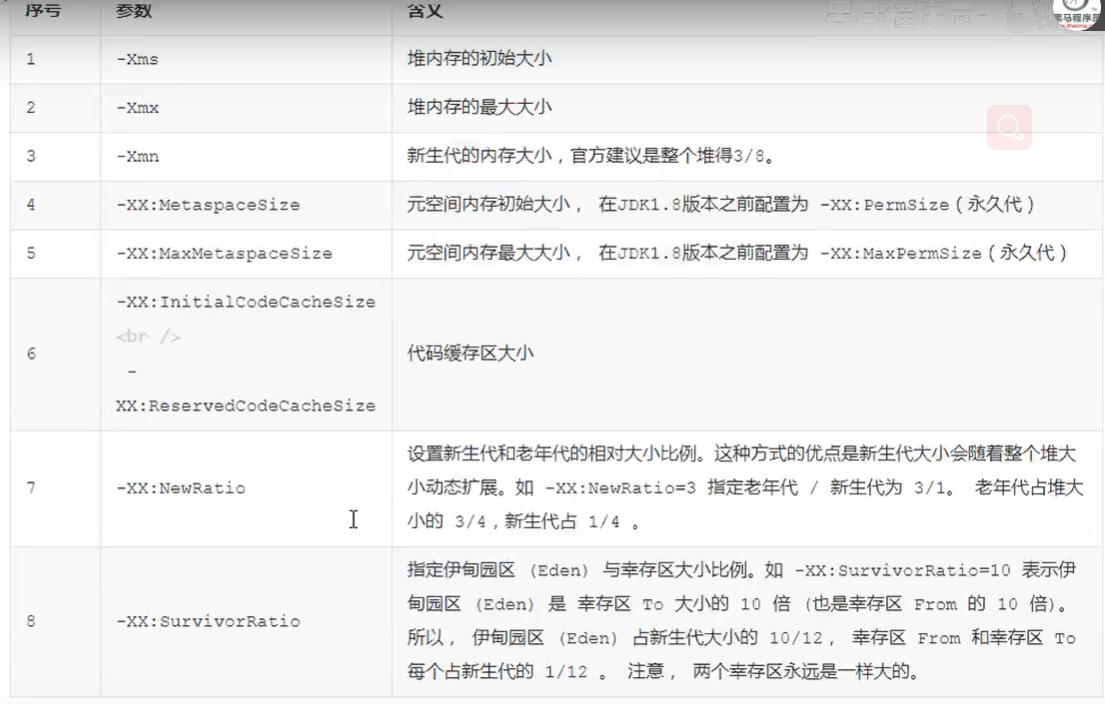 序号 参数 含义
1 -Xms 堆内存的初始大小
2 -Xmx 堆内存的最大大小
3 -Xmn 新生代的内存大小，官方建议是整个堆得3/8。
4 -XX:MetaspaceSize 元空间内存初始大小， 在JDK1.8版本之前配置为 -XX:PermSize（永久代）
5 -XX:MaxMetaspaceSize 元空间内存最大大小， 在JDK1.8版本之前配置为 -XX:MaxPermSize（永久代）
6
-XX:InitialCodeCacheSize
<br />
-
XX:ReservedCodeCacheSize
代码缓存区大小
7 -XX:NewRatio
设置新生代和老年代的相对大小比例。这种方式的优点是新生代大小会随着整个堆大
小动态扩展。如 -XX:NewRatio=3 指定老年代 / 新生代为 3/1。 老年代占堆大
小的 3/4，新生代占 1/4 。
8 -XX:SurvivorRatio
指定伊甸园区 (Eden) 与幸存区大小比例。如 -XX:SurvivorRatio=10 表示伊
甸园区 (Eden) 是 幸存区 To 大小的 10 倍 (也是幸存区 From 的 10 倍)。
所以， 伊甸园区 (Eden) 占新生代大小的 10/12， 幸存区 From 和幸存区 To
每个占新生代的 1/12 。 注意， 两个幸存区永远是一样大的。
黑马程序员